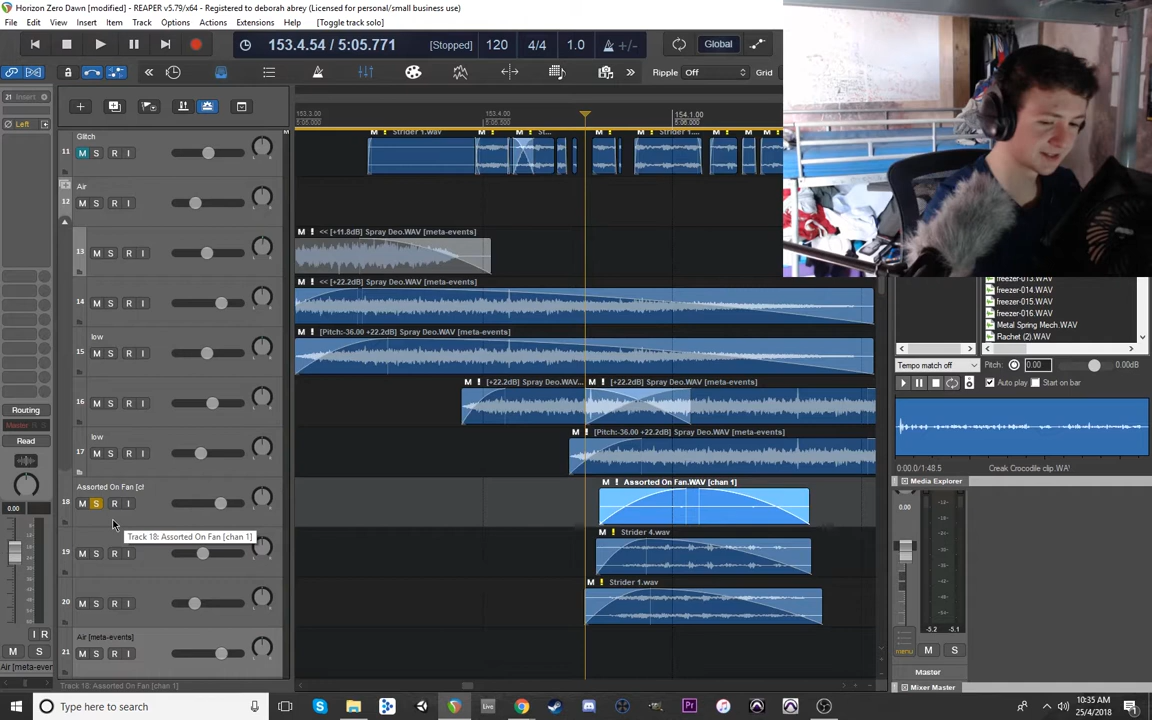 Horizon Zero Dawn [modified] - REAPER v5.79/x64 - Registered to deborah abrey (Licensed for personal/small business use)
File Edit View Insert Item Track Options Actions Extensions Help [Toggle track solo]
153.4.54 / 5:05.771 [Stopped] 120 4/4 1.0 Global
Ripple Off Grid
21 Insert
Left
153.3.00
5:05.000
153.4.00
5:05.500
154.1.00
5:06.000
Glitch
11 M S R I
M ! Strider 1.wav M ! M ! St... M ! M ! Strider 1.... M ! M ! M !
Air
12 M S R I
M ! << [+11.8dB] Spray Deo.WAV [meta-events]
13 M S R I
M ! << [+22.2dB] Spray Deo.WAV [meta-events]
14 M S R I
M ! [Pitch:-36.00 +22.2dB] Spray Deo.WAV [meta-events]
low
15 M S R I
M ! [+22.2dB] Spray Deo.WAV... M ! [+22.2dB] Spray Deo.WAV [meta-events]
16 M S R I
M ! [Pitch:-36.00 +22.2dB] Spray Deo.WAV [meta-events]
low
17 M S R I
Assorted On Fan [cl
M ! Assorted On Fan.WAV [chan 1]
18 M S R I
Track 18: Assorted On Fan [chan 1]
M ! Strider 4.wav
19 M S R I
M ! Strider 1.wav
20 M S R I
Air [meta-events]
21 M S R I
Routing
Master
Read
0.00
I R
M S
Air [meta-even
Track 18: Assorted On Fan [chan 1]
freezer-013.WAV
freezer-014.WAV
freezer-015.WAV
freezer-016.WAV
Metal Spring Mech.WAV
Rachet (2).WAV
Tempo match off Pitch: 0.00 0.00dB
Auto play Start on bar
0:00.0/1:48.5 Creak Crocodile clip.WA'
Media Explorer
0.00
-5.2 -5.1
menu M S
Master
Mixer Master
Type here to search
10:35 AM
25/4/2018